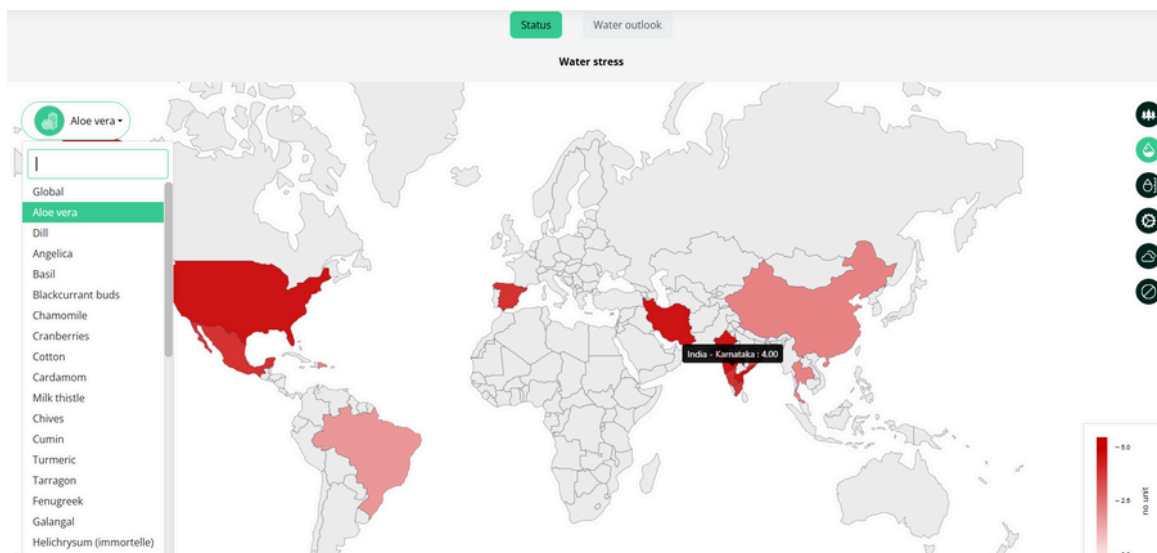 Status
Water outlook
Water stress
Aloe vera
Global
Aloe vera
Dill
Angelica
Basil
Blackcurrant buds
Chamomile
Cranberries
Cotton
Cardamom
Milk thistle
Chives
Cumin
Turmeric
Tarragon
Fenugreek
Galangal
Helichrysum (immortelle)
India - Karnataka : 4.00
5.0
2.5
no unit